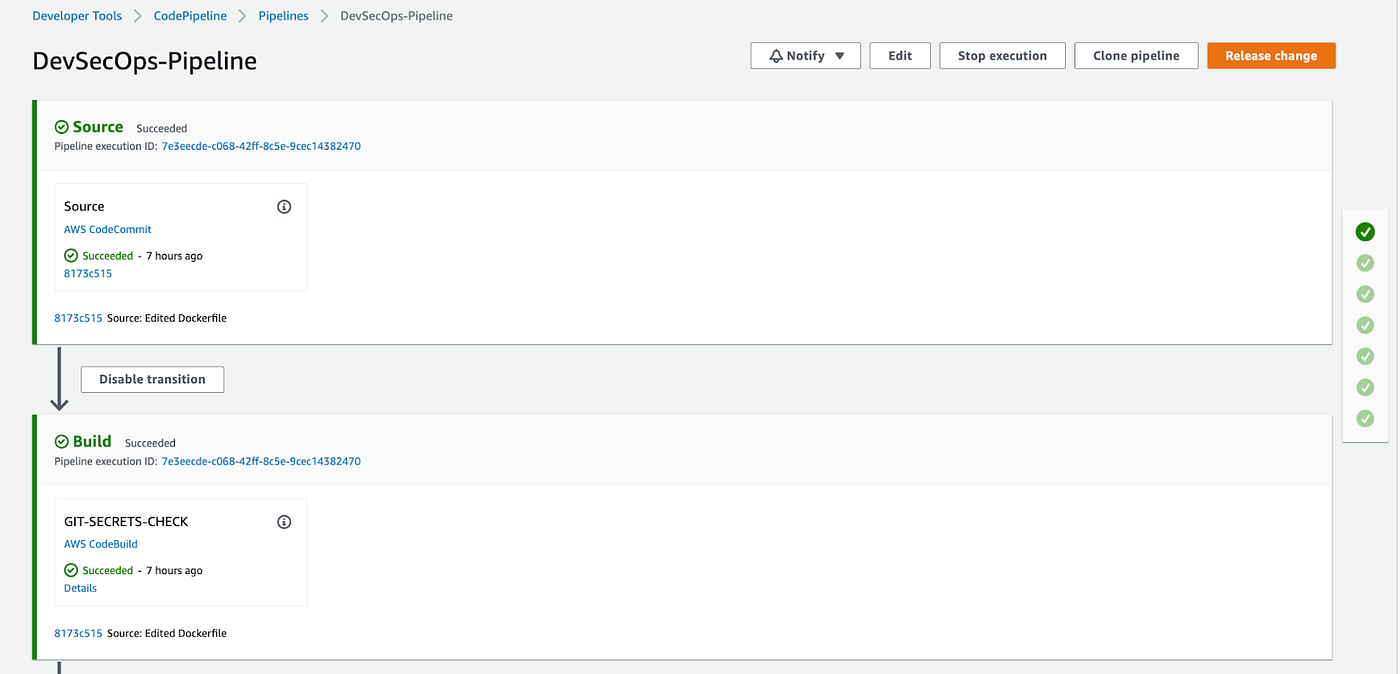 Developer Tools > CodePipeline > Pipelines > DevSecOps-Pipeline
DevSecOps-Pipeline
Notify ▼ Edit Stop execution Clone pipeline Release change
Source Succeeded
Pipeline execution ID: 7e3eecde-c068-42ff-8c5e-9cec14382470
Source
AWS CodeCommit
Succeeded - 7 hours ago
8173c515
8173c515 Source: Edited Dockerfile
Disable transition
Build Succeeded
Pipeline execution ID: 7e3eecde-c068-42ff-8c5e-9cec14382470
GIT-SECRETS-CHECK
AWS CodeBuild
Succeeded - 7 hours ago
Details
8173c515 Source: Edited Dockerfile